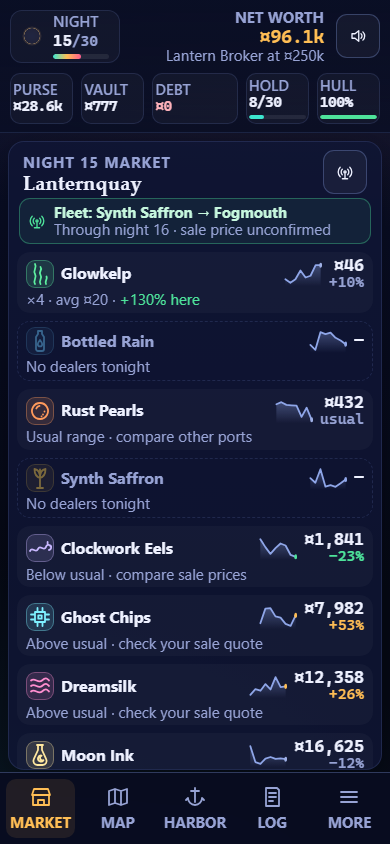 NIGHT
15/30
NET WORTH
¤96.1k
Lantern Broker at ¤250k
PURSE
¤28.6k
VAULT
¤777
DEBT
¤0
HOLD
8/30
HULL
100%
NIGHT 15 MARKET
Lanternquay
Fleet: Synth Saffron → Fogmouth
Through night 16 · sale price unconfirmed
Glowkelp
¤46
+10%
×4 · avg ¤20 · +130% here
Bottled Rain
–
No dealers tonight
Rust Pearls
¤432
usual
Usual range · compare other ports
Synth Saffron
–
No dealers tonight
Clockwork Eels
¤1,841
−23%
Below usual · compare sale prices
Ghost Chips
¤7,982
+53%
Above usual · check your sale quote
Dreamsilk
¤12,358
+26%
Above usual · check your sale quote
Moon Ink
¤16,625
−12%
MARKET
MAP
HARBOR
LOG
MORE